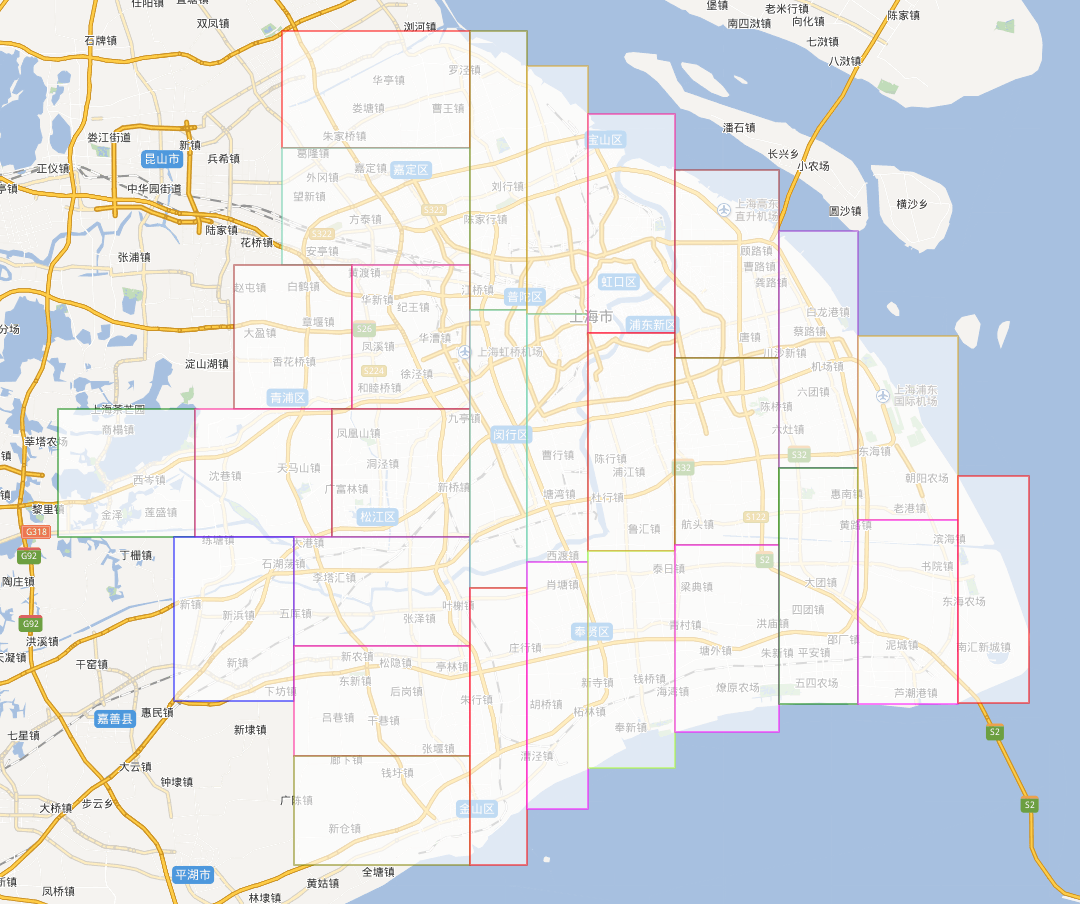 任阳镇
堡镇
老米行镇
陈家镇
双凤镇
浏河镇
南四滧镇
向化镇
石牌镇
七滧镇
八滧镇
罗泾镇
华亭镇
娄塘镇
曹王镇
朱家桥镇
娄江街道
新镇
昆山市
兵希镇
正仪镇
中华园街道
陆家镇
花桥镇
张浦镇
葛隆镇
嘉定镇
嘉定区
外冈镇
望新镇
方泰镇
S322
S322
安亭镇
黄渡镇
刘行镇
陈家行镇
宝山区
潘石镇
长兴乡
小农场
圆沙镇
横沙乡
上海高东
直升机场
顾路镇
曹路镇
龚路镇
赵屯镇
白鹤镇
华新镇
纪王镇
江桥镇
普陀区
虹口区
上海市
浦东新区
白龙港镇
蔡路镇
唐镇
川沙新镇
机场镇
大盈镇
章堰镇
S26
凤溪镇
华漕镇
上海虹桥机场
淀山湖镇
香花桥镇
S224
徐泾镇
和睦桥镇
青浦区
上海浦东
国际机场
六团镇
陈桥镇
六灶镇
上海茶芒园
商榻镇
莘塔农场
九亭镇
凤凰山镇
闵行区
西岑镇
沈巷镇
天马山镇
洞泾镇
曹行镇
陈行镇
浦江镇
S32
S32
东海镇
朝阳农场
广富林镇
新桥镇
塘湾镇
杜行镇
惠南镇
老港镇
黎里镇
金泽
莲盛镇
松江区
S122
黄路镇
航头镇
鲁汇镇
G318
G92
练塘镇
大港镇
丁栅镇
石湖荡镇
李塔汇镇
西渡镇
S2
滨海镇
书院镇
陶庄镇
肖塘镇
泰日镇
梁典镇
大团镇
新镇
新浜镇
五厍镇
叶榭镇
张泽镇
四团镇
东海农场
G92
洪溪镇
奉贤区
青村镇
洪庙镇
邵厂镇
泥城镇
南汇新城镇
天凝镇
干窑镇
新镇
新农镇
松隐镇
亭林镇
庄行镇
塘外镇
朱新镇
平安镇
东新镇
钱桥镇
下坊镇
后岗镇
朱行镇
新寺镇
海湾镇
燎原农场
五四农场
芦潮港镇
嘉善县
惠民镇
胡桥镇
柘林镇
吕巷镇
干巷镇
奉新镇
七星镇
新埭镇
张堰镇
漕泾镇
S2
大云镇
廊下镇
钱圩镇
钟埭镇
大桥镇
步云乡
广陈镇
金山区
S2
新仓镇
平湖市
全塘镇
黄姑镇
凤桥镇
林埭镇